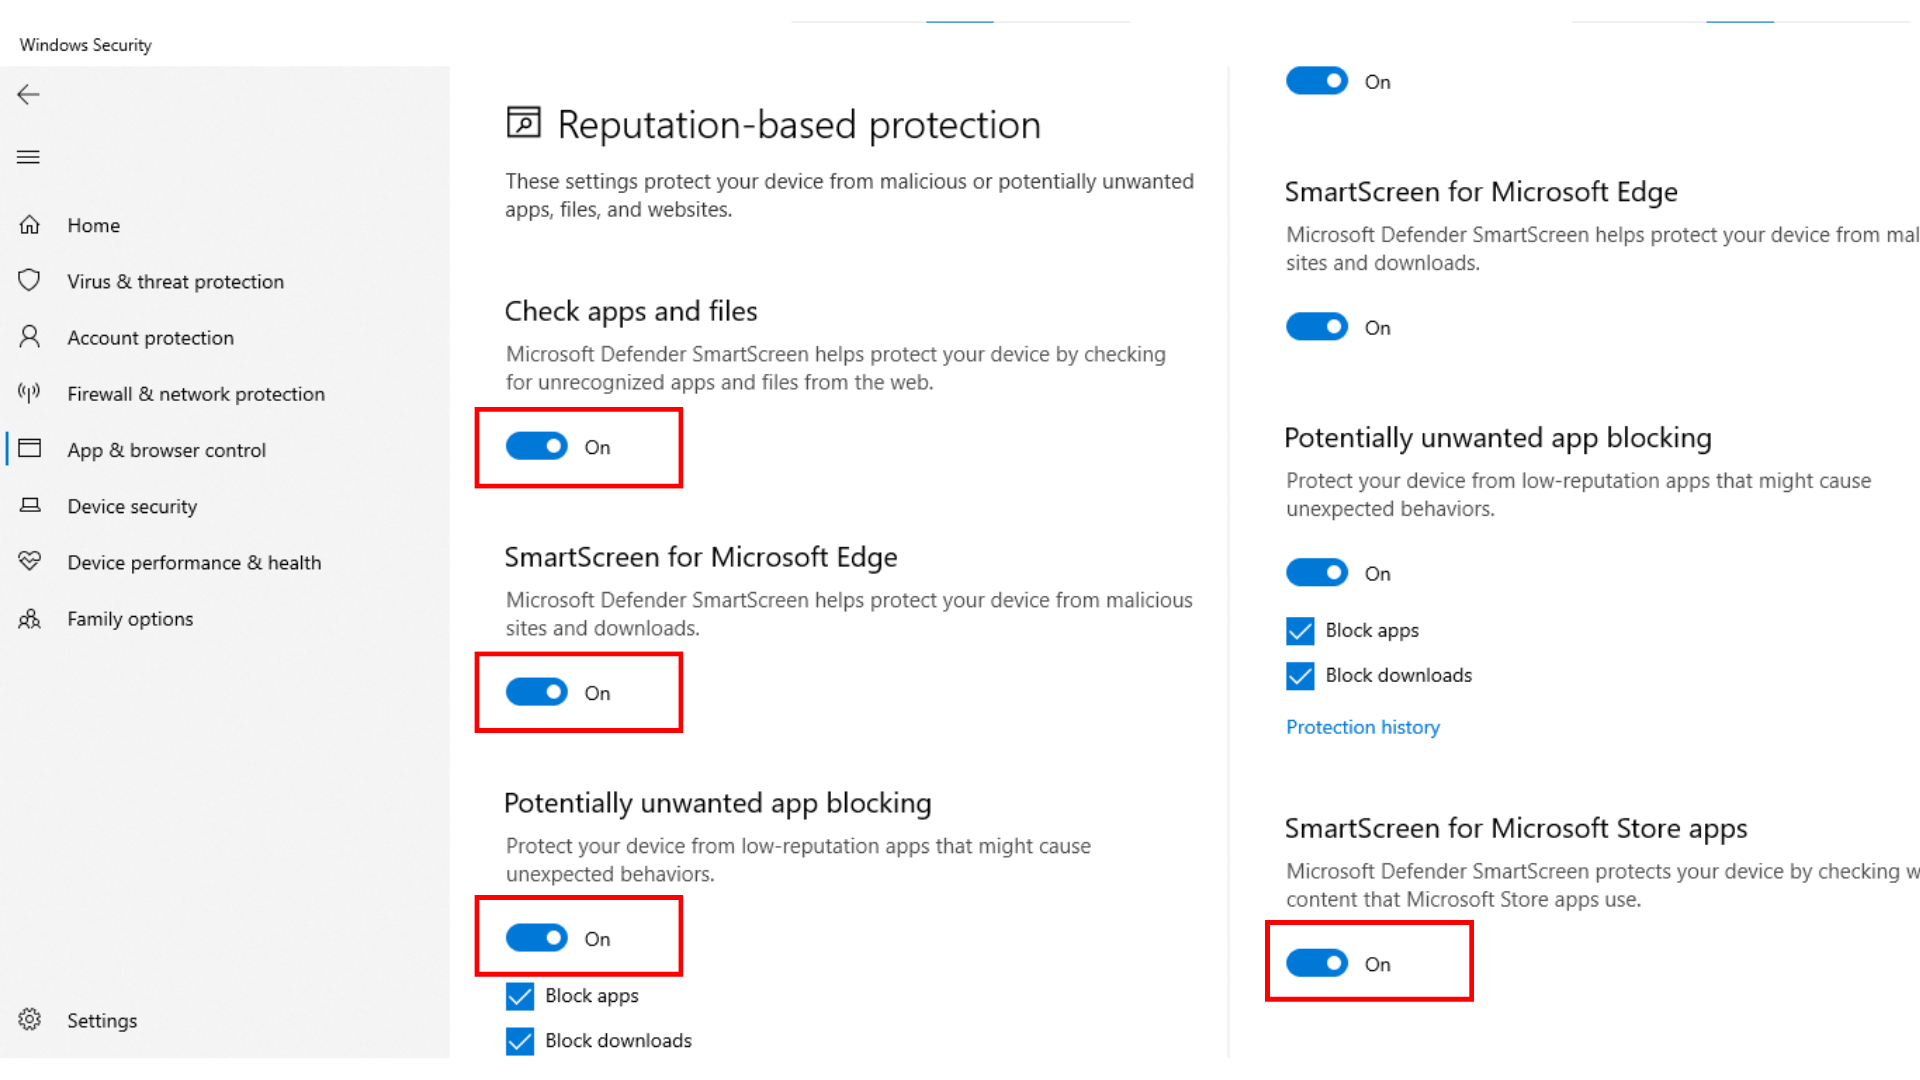 Windows Security
Home
Virus & threat protection
Account protection
Firewall & network protection
App & browser control
Device security
Device performance & health
Family options
Settings
Reputation-based protection
These settings protect your device from malicious or potentially unwanted
apps, files, and websites.
Check apps and files
Microsoft Defender SmartScreen helps protect your device by checking
for unrecognized apps and files from the web.
On
SmartScreen for Microsoft Edge
Microsoft Defender SmartScreen helps protect your device from malicious
sites and downloads.
On
Potentially unwanted app blocking
Protect your device from low-reputation apps that might cause
unexpected behaviors.
On
Block apps
Block downloads
On
SmartScreen for Microsoft Edge
Microsoft Defender SmartScreen helps protect your device from mal
sites and downloads.
On
Potentially unwanted app blocking
Protect your device from low-reputation apps that might cause
unexpected behaviors.
On
Block apps
Block downloads
Protection history
SmartScreen for Microsoft Store apps
Microsoft Defender SmartScreen protects your device by checking w
content that Microsoft Store apps use.
On